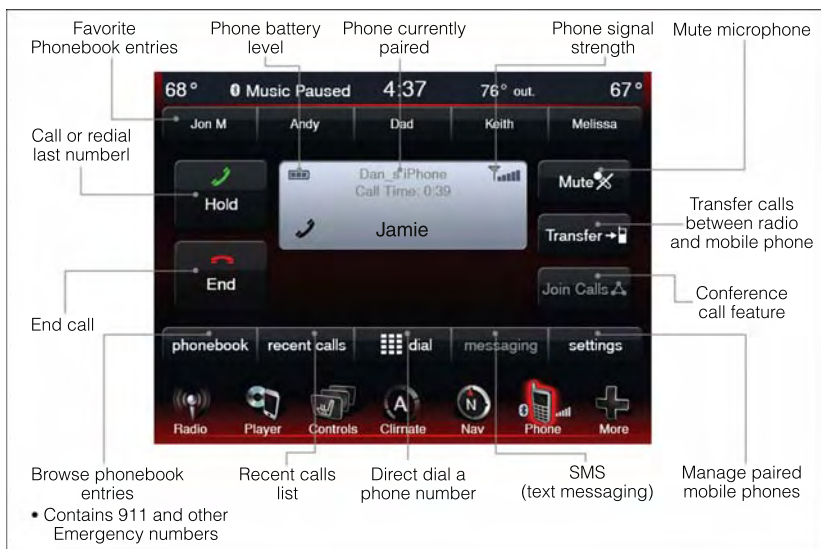 Favorite
Phonebook entries
Phone battery
level
Phone currently
paired
Phone signal
strength
Mute microphone
68° Music Paused 4:37 76° out. 67°
Jon M Andy Dad Keith Melissa
Call or redial
last numberl
Hold
Dan_s iPhone
Call Time: 0:39
Jamie
Mute
Transfer
Transfer calls
between radio
and mobile phone
End
Join Calls
Conference
call feature
End call
phonebook recent calls dial messaging settings
A N
Radio Player Controls Climate Nav Phone More
Browse phonebook
entries
• Contains 911 and other
Emergency numbers
Recent calls
list
Direct dial a
phone number
SMS
(text messaging)
Manage paired
mobile phones